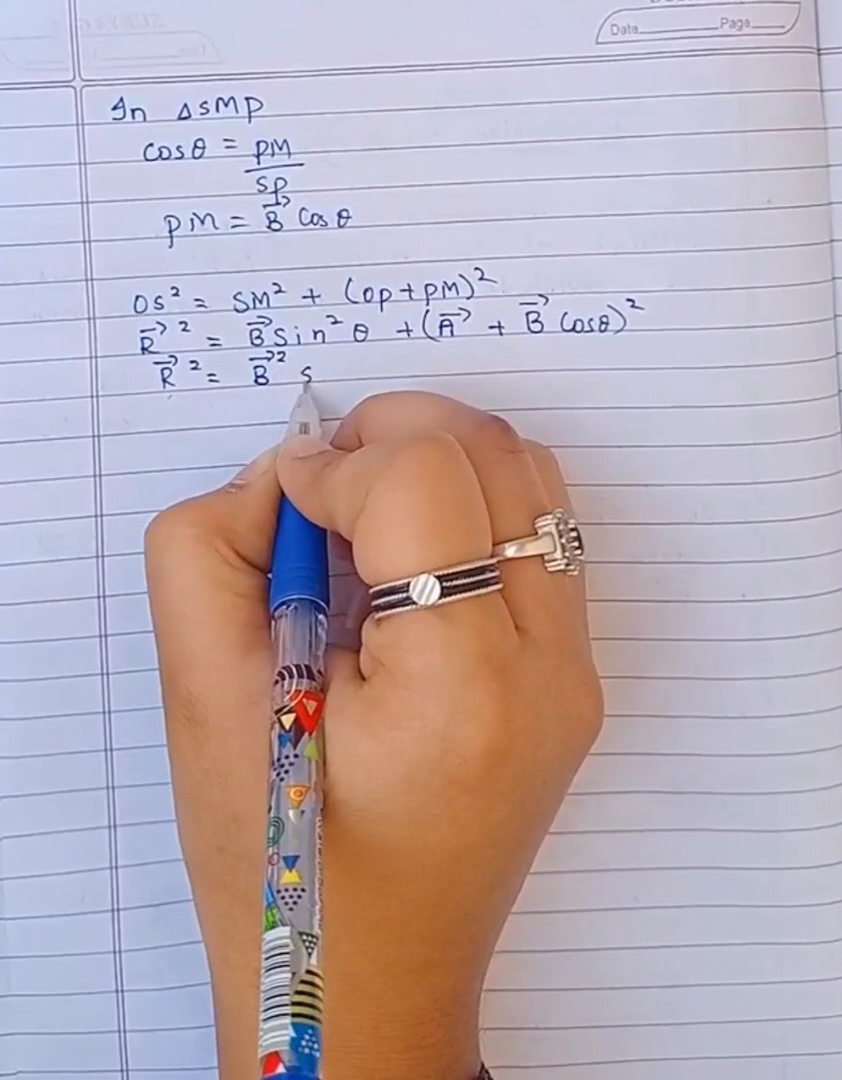 Date Page
In ΔSMP
cosθ = PM/SP
PM = B⃗ Cosθ
OS² = SM² + (OP+PM)²
R⃗² = B⃗ Sin²θ + (A⃗ + B⃗ Cosθ)²
R⃗² = B⃗² S